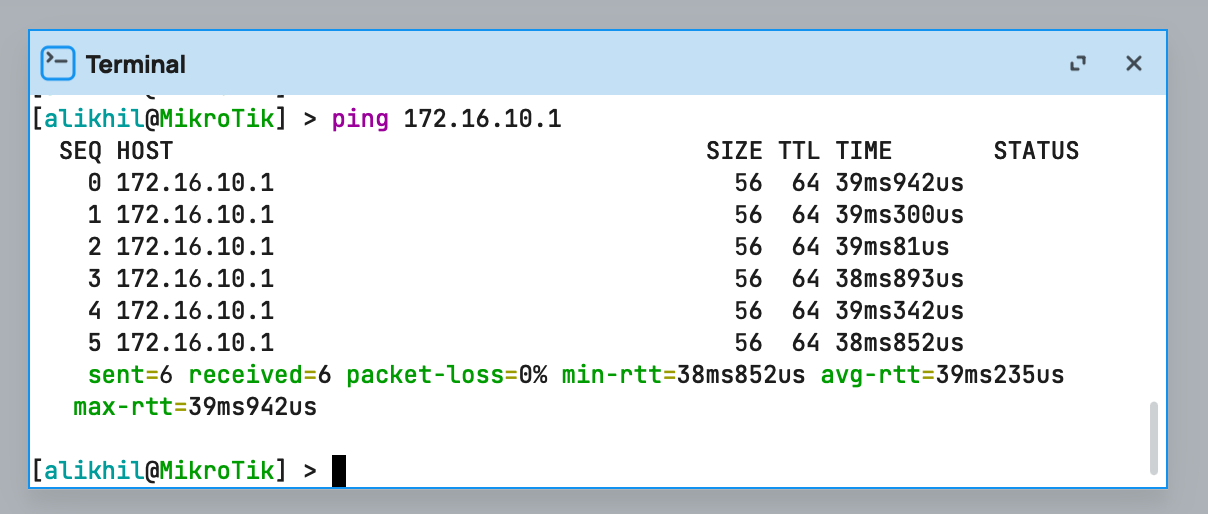 Terminal
[alikhil@MikroTik] > ping 172.16.10.1
SEQ HOST SIZE TTL TIME STATUS
0 172.16.10.1 56 64 39ms942us
1 172.16.10.1 56 64 39ms300us
2 172.16.10.1 56 64 39ms81us
3 172.16.10.1 56 64 38ms893us
4 172.16.10.1 56 64 39ms342us
5 172.16.10.1 56 64 38ms852us
sent=6 received=6 packet-loss=0% min-rtt=38ms852us avg-rtt=39ms235us
max-rtt=39ms942us
[alikhil@MikroTik] >